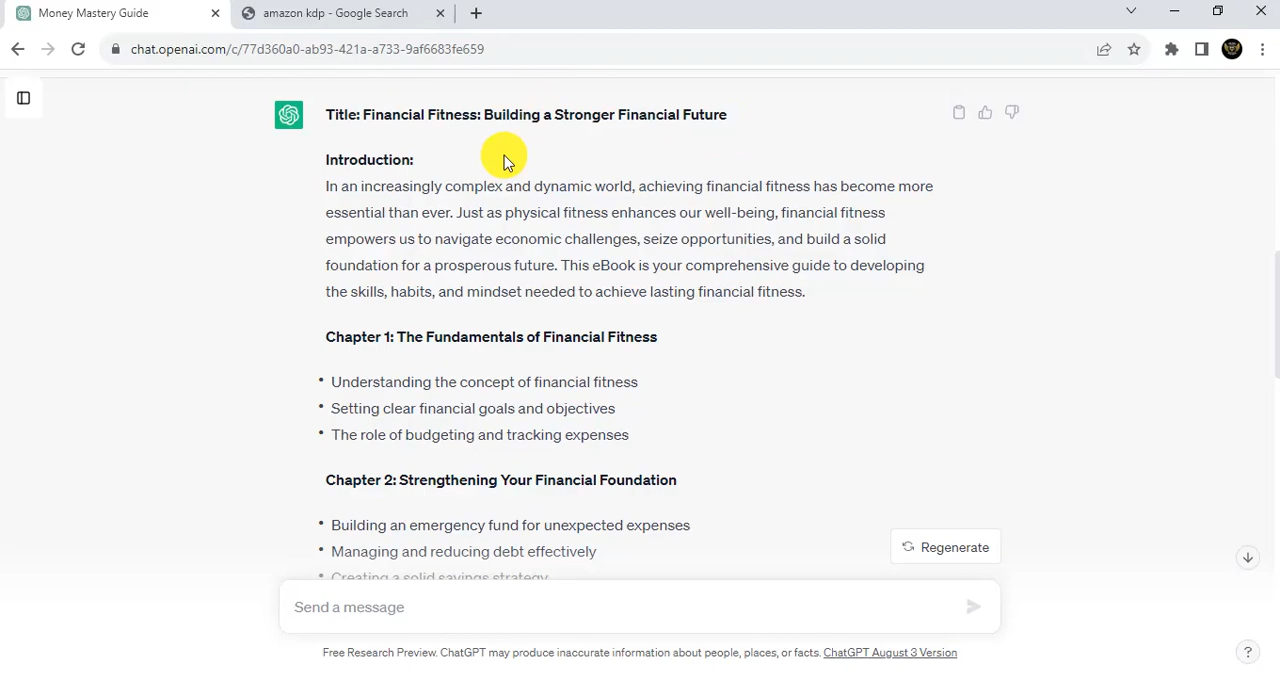 Money Mastery Guide
amazon kdp - Google Search
chat.openai.com/c/77d360a0-ab93-421a-a733-9af6683fe659
Title: Financial Fitness: Building a Stronger Financial Future
Introduction:
In an increasingly complex and dynamic world, achieving financial fitness has become more
essential than ever. Just as physical fitness enhances our well-being, financial fitness
empowers us to navigate economic challenges, seize opportunities, and build a solid
foundation for a prosperous future. This eBook is your comprehensive guide to developing
the skills, habits, and mindset needed to achieve lasting financial fitness.
Chapter 1: The Fundamentals of Financial Fitness
• Understanding the concept of financial fitness
• Setting clear financial goals and objectives
• The role of budgeting and tracking expenses
Chapter 2: Strengthening Your Financial Foundation
• Building an emergency fund for unexpected expenses
• Managing and reducing debt effectively
• Creating a solid savings strategy
Regenerate
Send a message
Free Research Preview. ChatGPT may produce inaccurate information about people, places, or facts. ChatGPT August 3 Version
?